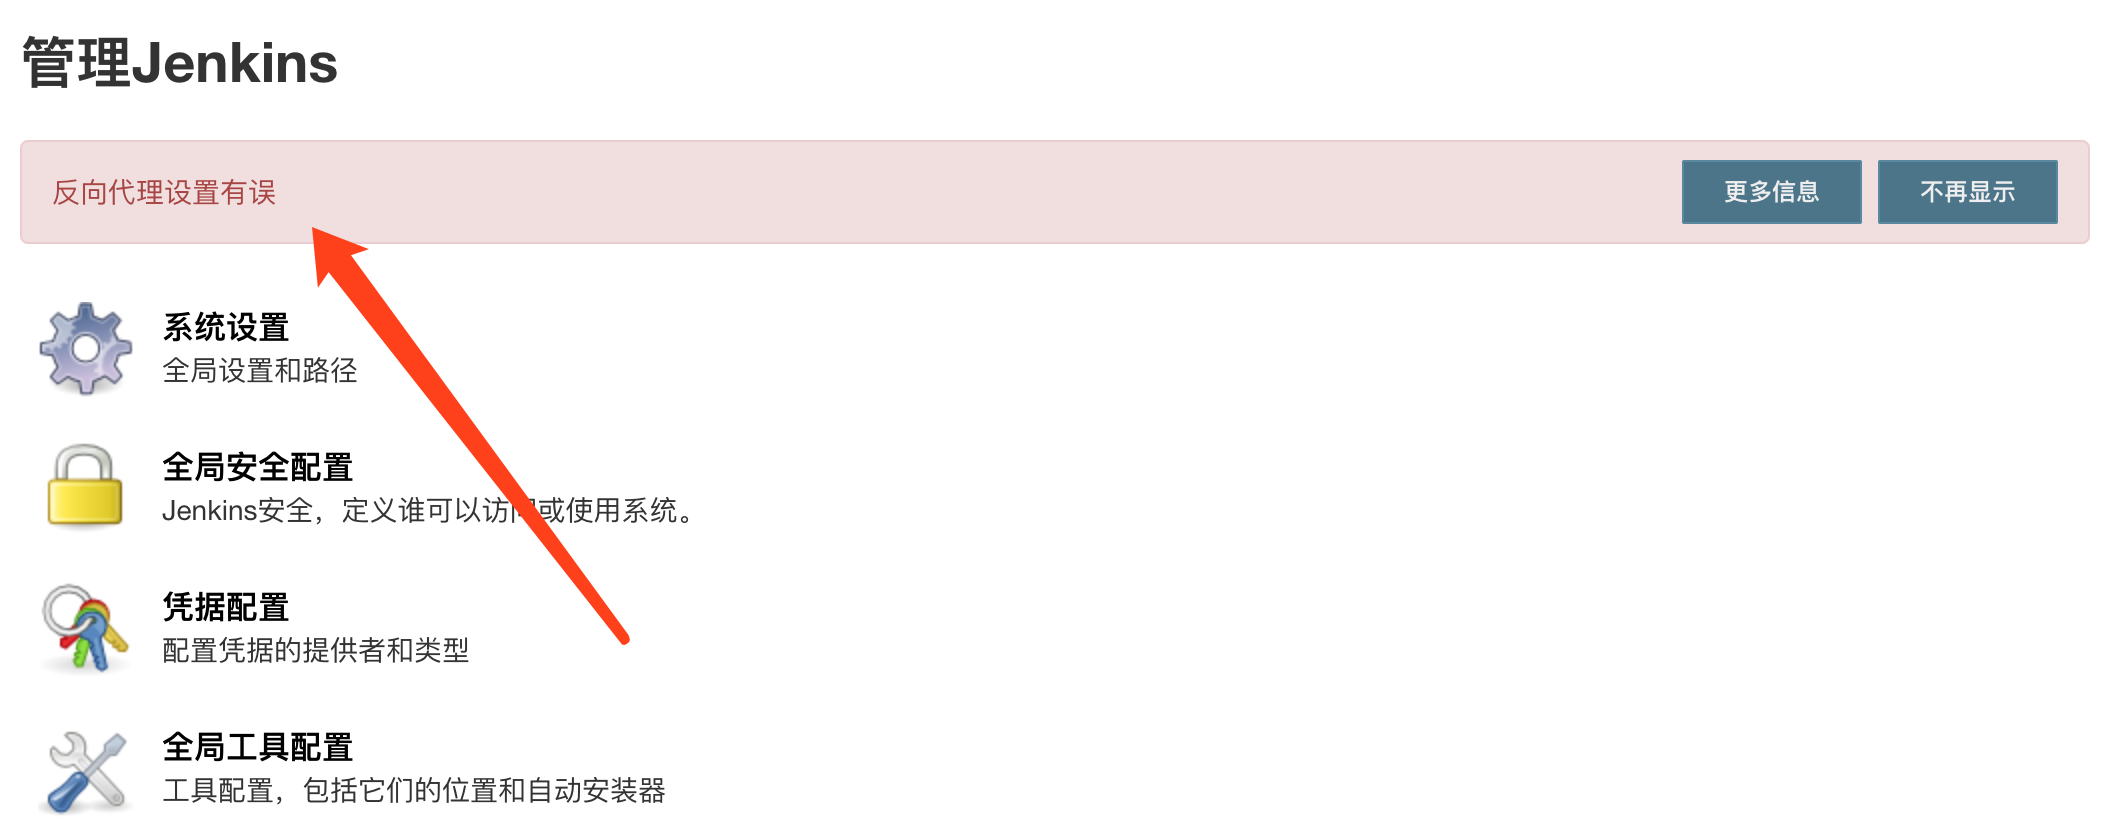 管理Jenkins
反向代理设置有误
更多信息
不再显示
系统设置
全局设置和路径
全局安全配置
Jenkins安全，定义谁可以访问或使用系统。
凭据配置
配置凭据的提供者和类型
全局工具配置
工具配置，包括它们的位置和自动安装器